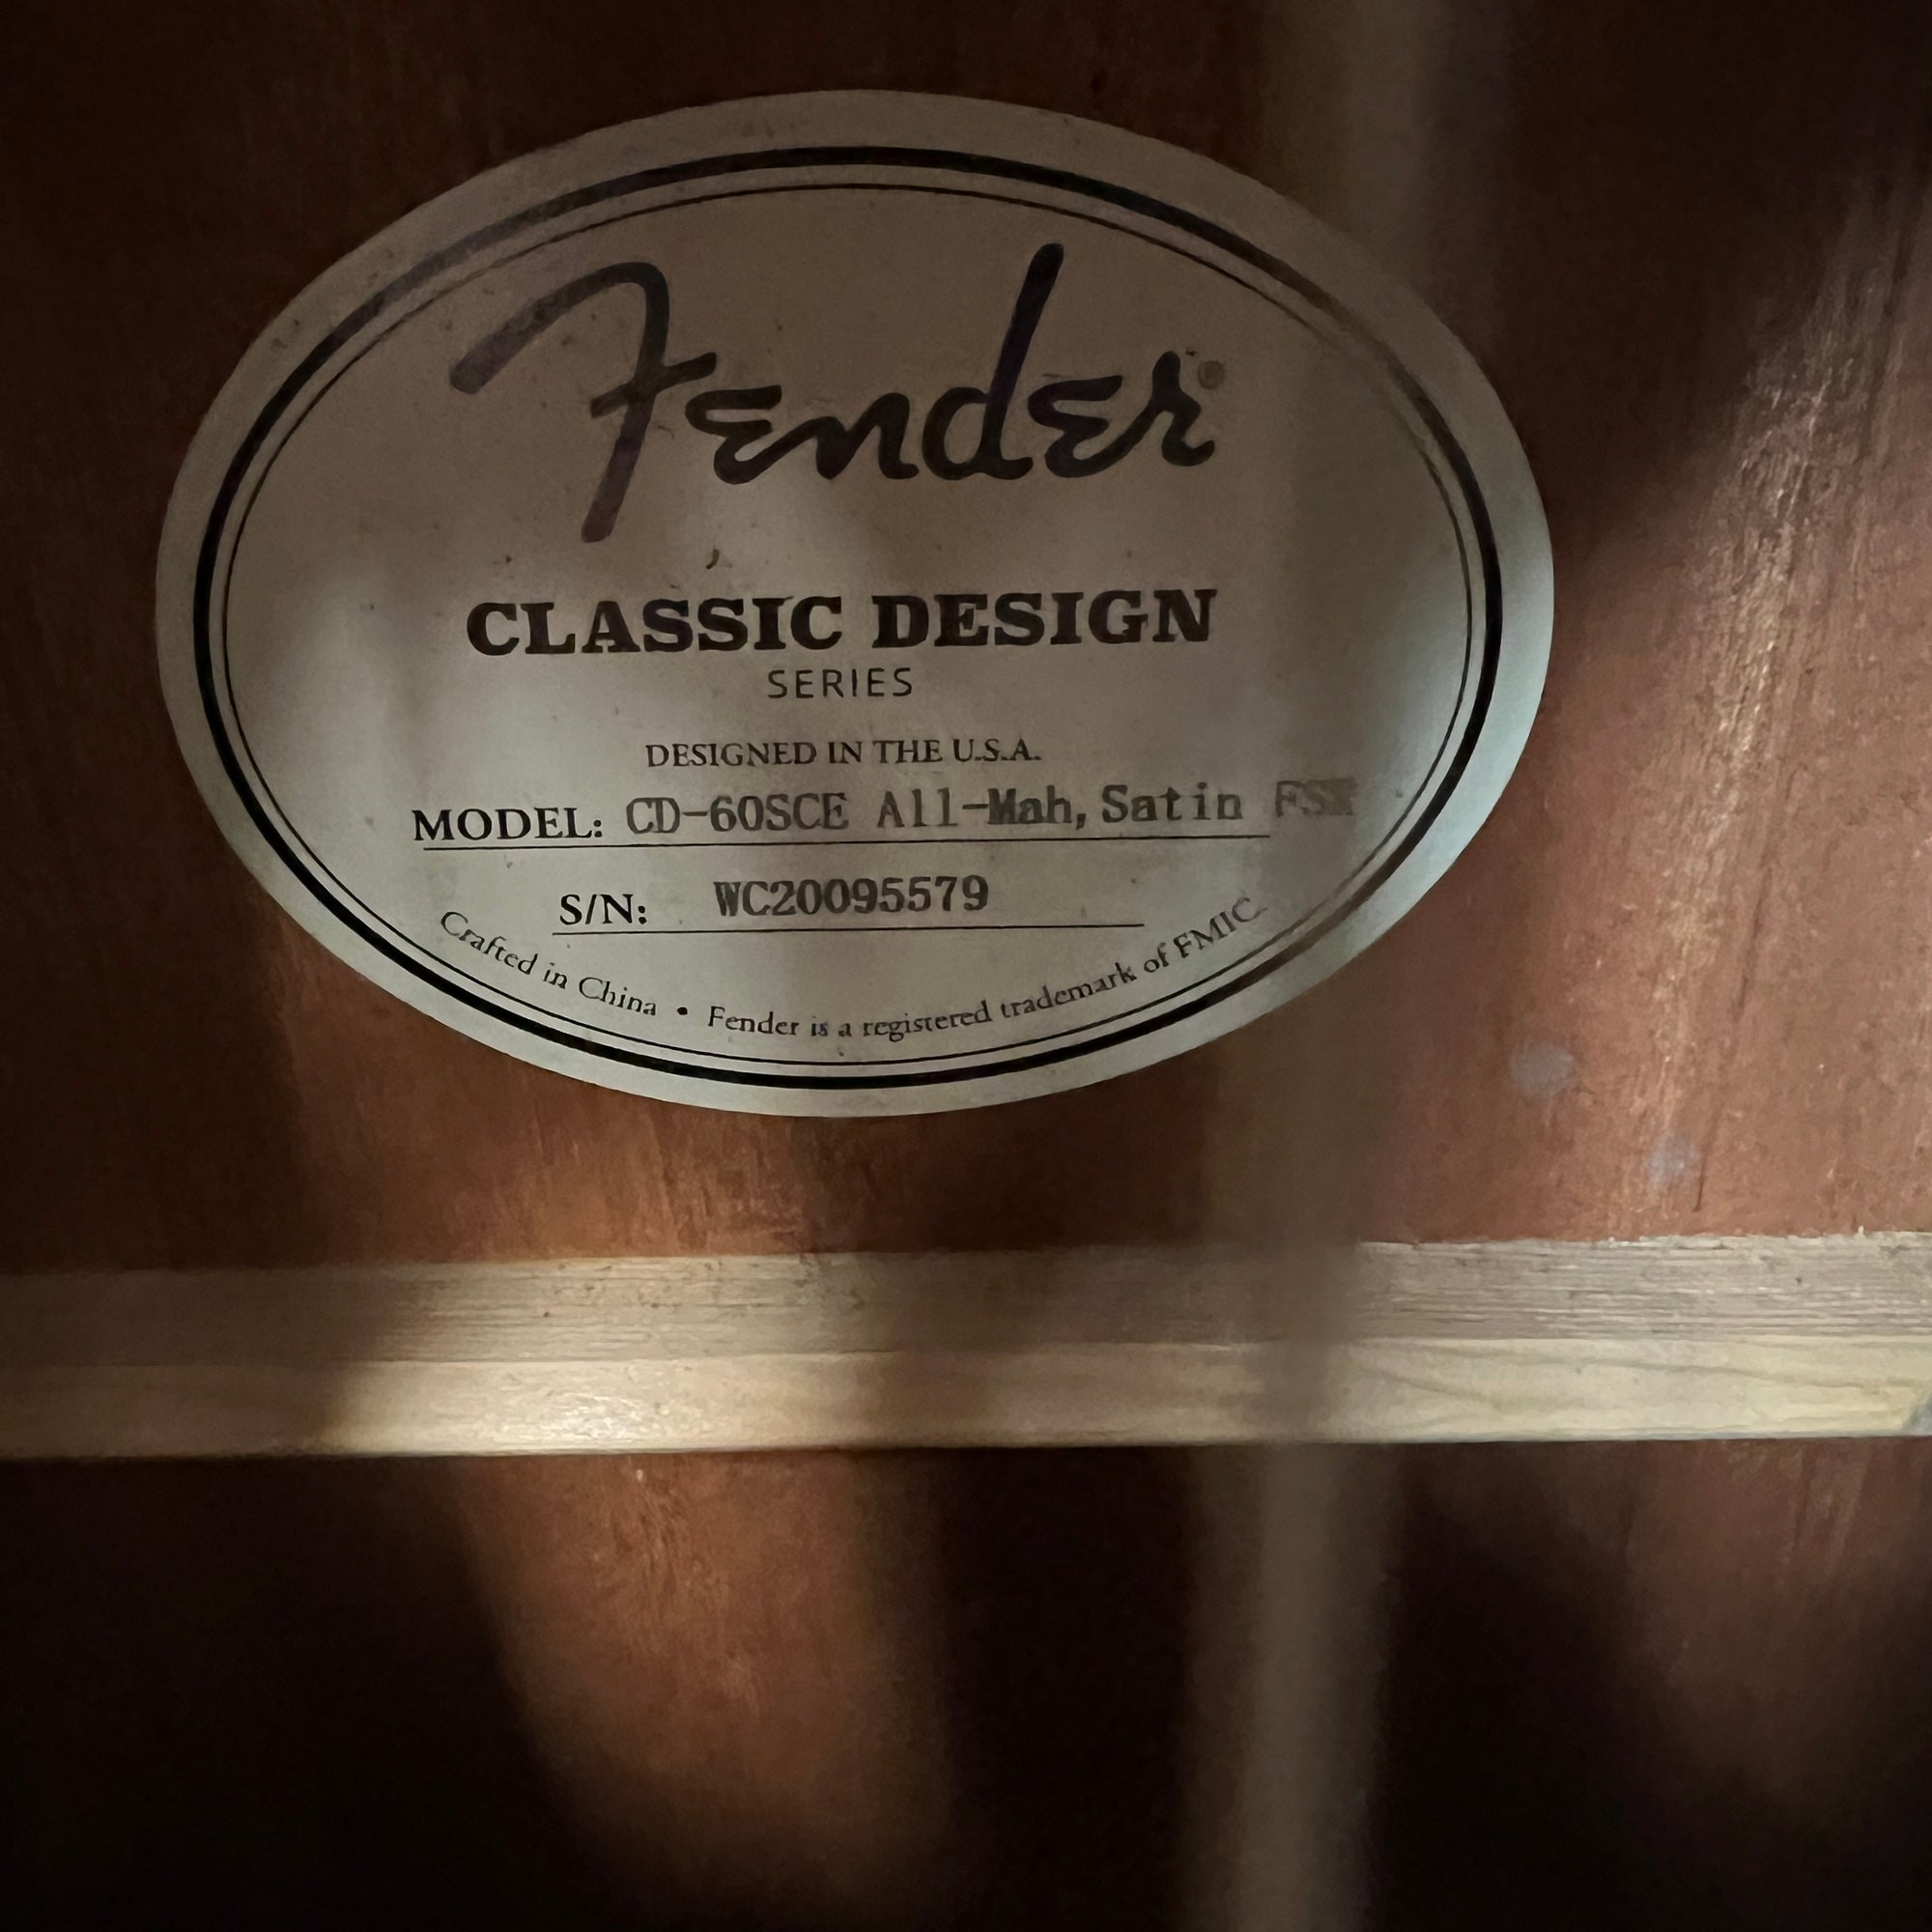 Fender®
CLASSIC DESIGN
SERIES
DESIGNED IN THE U.S.A.
MODEL: CD-60SCE All-Mah, Satin FSR
S/N: WC20095579
Crafted in China • Fender is a registered trademark of FMIC